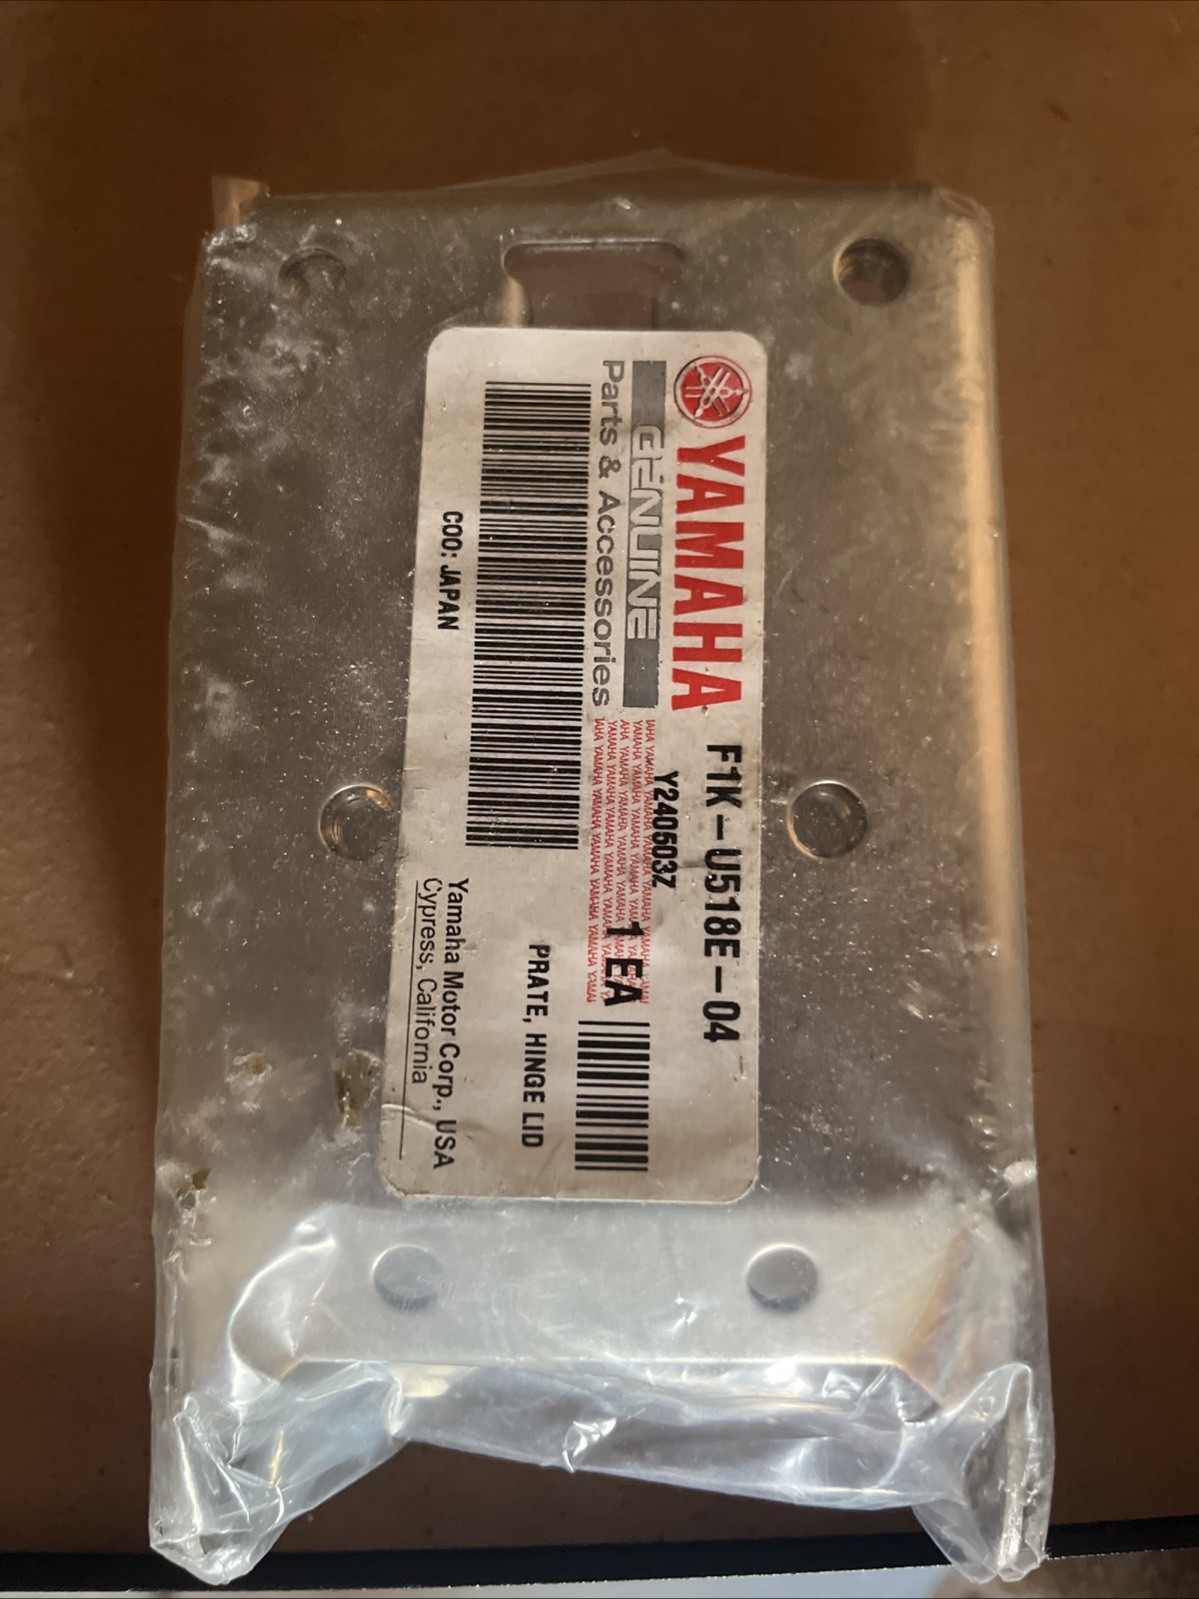 YAMAHA
GENUINE
Parts & Accessories
F1K-U518E-04
Y240503Z
1 EA
PRATE, HINGE LID
COO: JAPAN
Yamaha Motor Corp., USA
Cypress, California